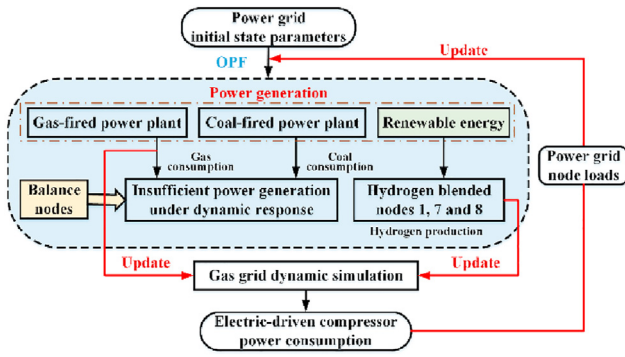 Power grid
initial state parameters
OPF
Update
Power generation
Gas-fired power plant
Coal-fired power plant
Renewable energy
Gas
consumption
Coal
consumption
Power grid
node loads
Balance
nodes
Insufficient power generation
under dynamic response
Hydrogen blended
nodes 1, 7 and 8
Hydrogen production
Update
Gas grid dynamic simulation
Update
Electric-driven compressor
power consumption